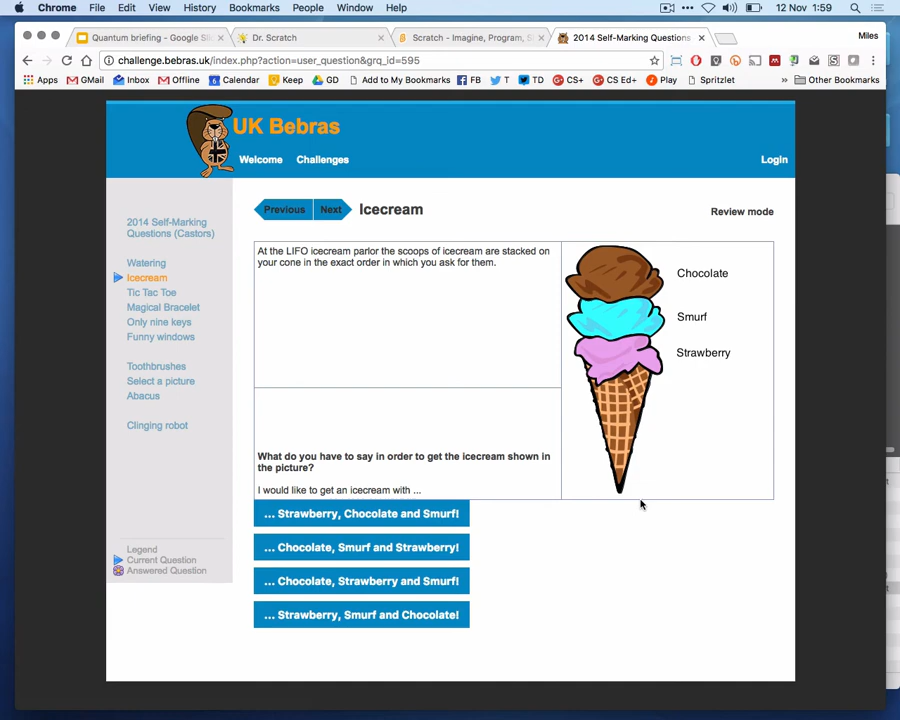 Chrome File Edit View History Bookmarks People Window Help 12 Nov 1:59
Quantum briefing - Google Sli
Dr. Scratch
Scratch - Imagine, Program, S
2014 Self-Marking Questions
Miles
challenge.bebras.uk/index.php?action=user_question&grq_id=595
Apps GMail Inbox Offline Calendar Keep GD Add to My Bookmarks FB T TD CS+ CS Ed+ Play Spritzlet Other Bookmarks
UK Bebras
Welcome Challenges Login
2014 Self-Marking
Questions (Castors)
Watering
Icecream
Tic Tac Toe
Magical Bracelet
Only nine keys
Funny windows
Toothbrushes
Select a picture
Abacus
Clinging robot
Legend
Current Question
Answered Question
Previous Next Icecream Review mode
At the LIFO icecream parlor the scoops of icecream are stacked on
your cone in the exact order in which you ask for them.
Chocolate
Smurf
Strawberry
What do you have to say in order to get the icecream shown in
the picture?
I would like to get an icecream with ...
... Strawberry, Chocolate and Smurf!
... Chocolate, Smurf and Strawberry!
... Chocolate, Strawberry and Smurf!
... Strawberry, Smurf and Chocolate!